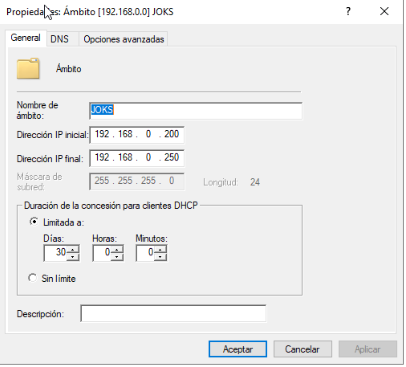 Propiedades: Ámbito [192.168.0.0] JOKS
? X
General DNS Opciones avanzadas
Ámbito
Nombre de
ámbito:
JOKS
Dirección IP inicial: 192 . 168 . 0 . 200
Dirección IP final: 192 . 168 . 0 . 250
Máscara de
subred:
255 . 255 . 255 . 0 Longitud: 24
Duración de la concesión para clientes DHCP
Limitada a:
Días: Horas: Minutos:
30 0 0
Sin límite
Descripción:
Aceptar Cancelar Aplicar